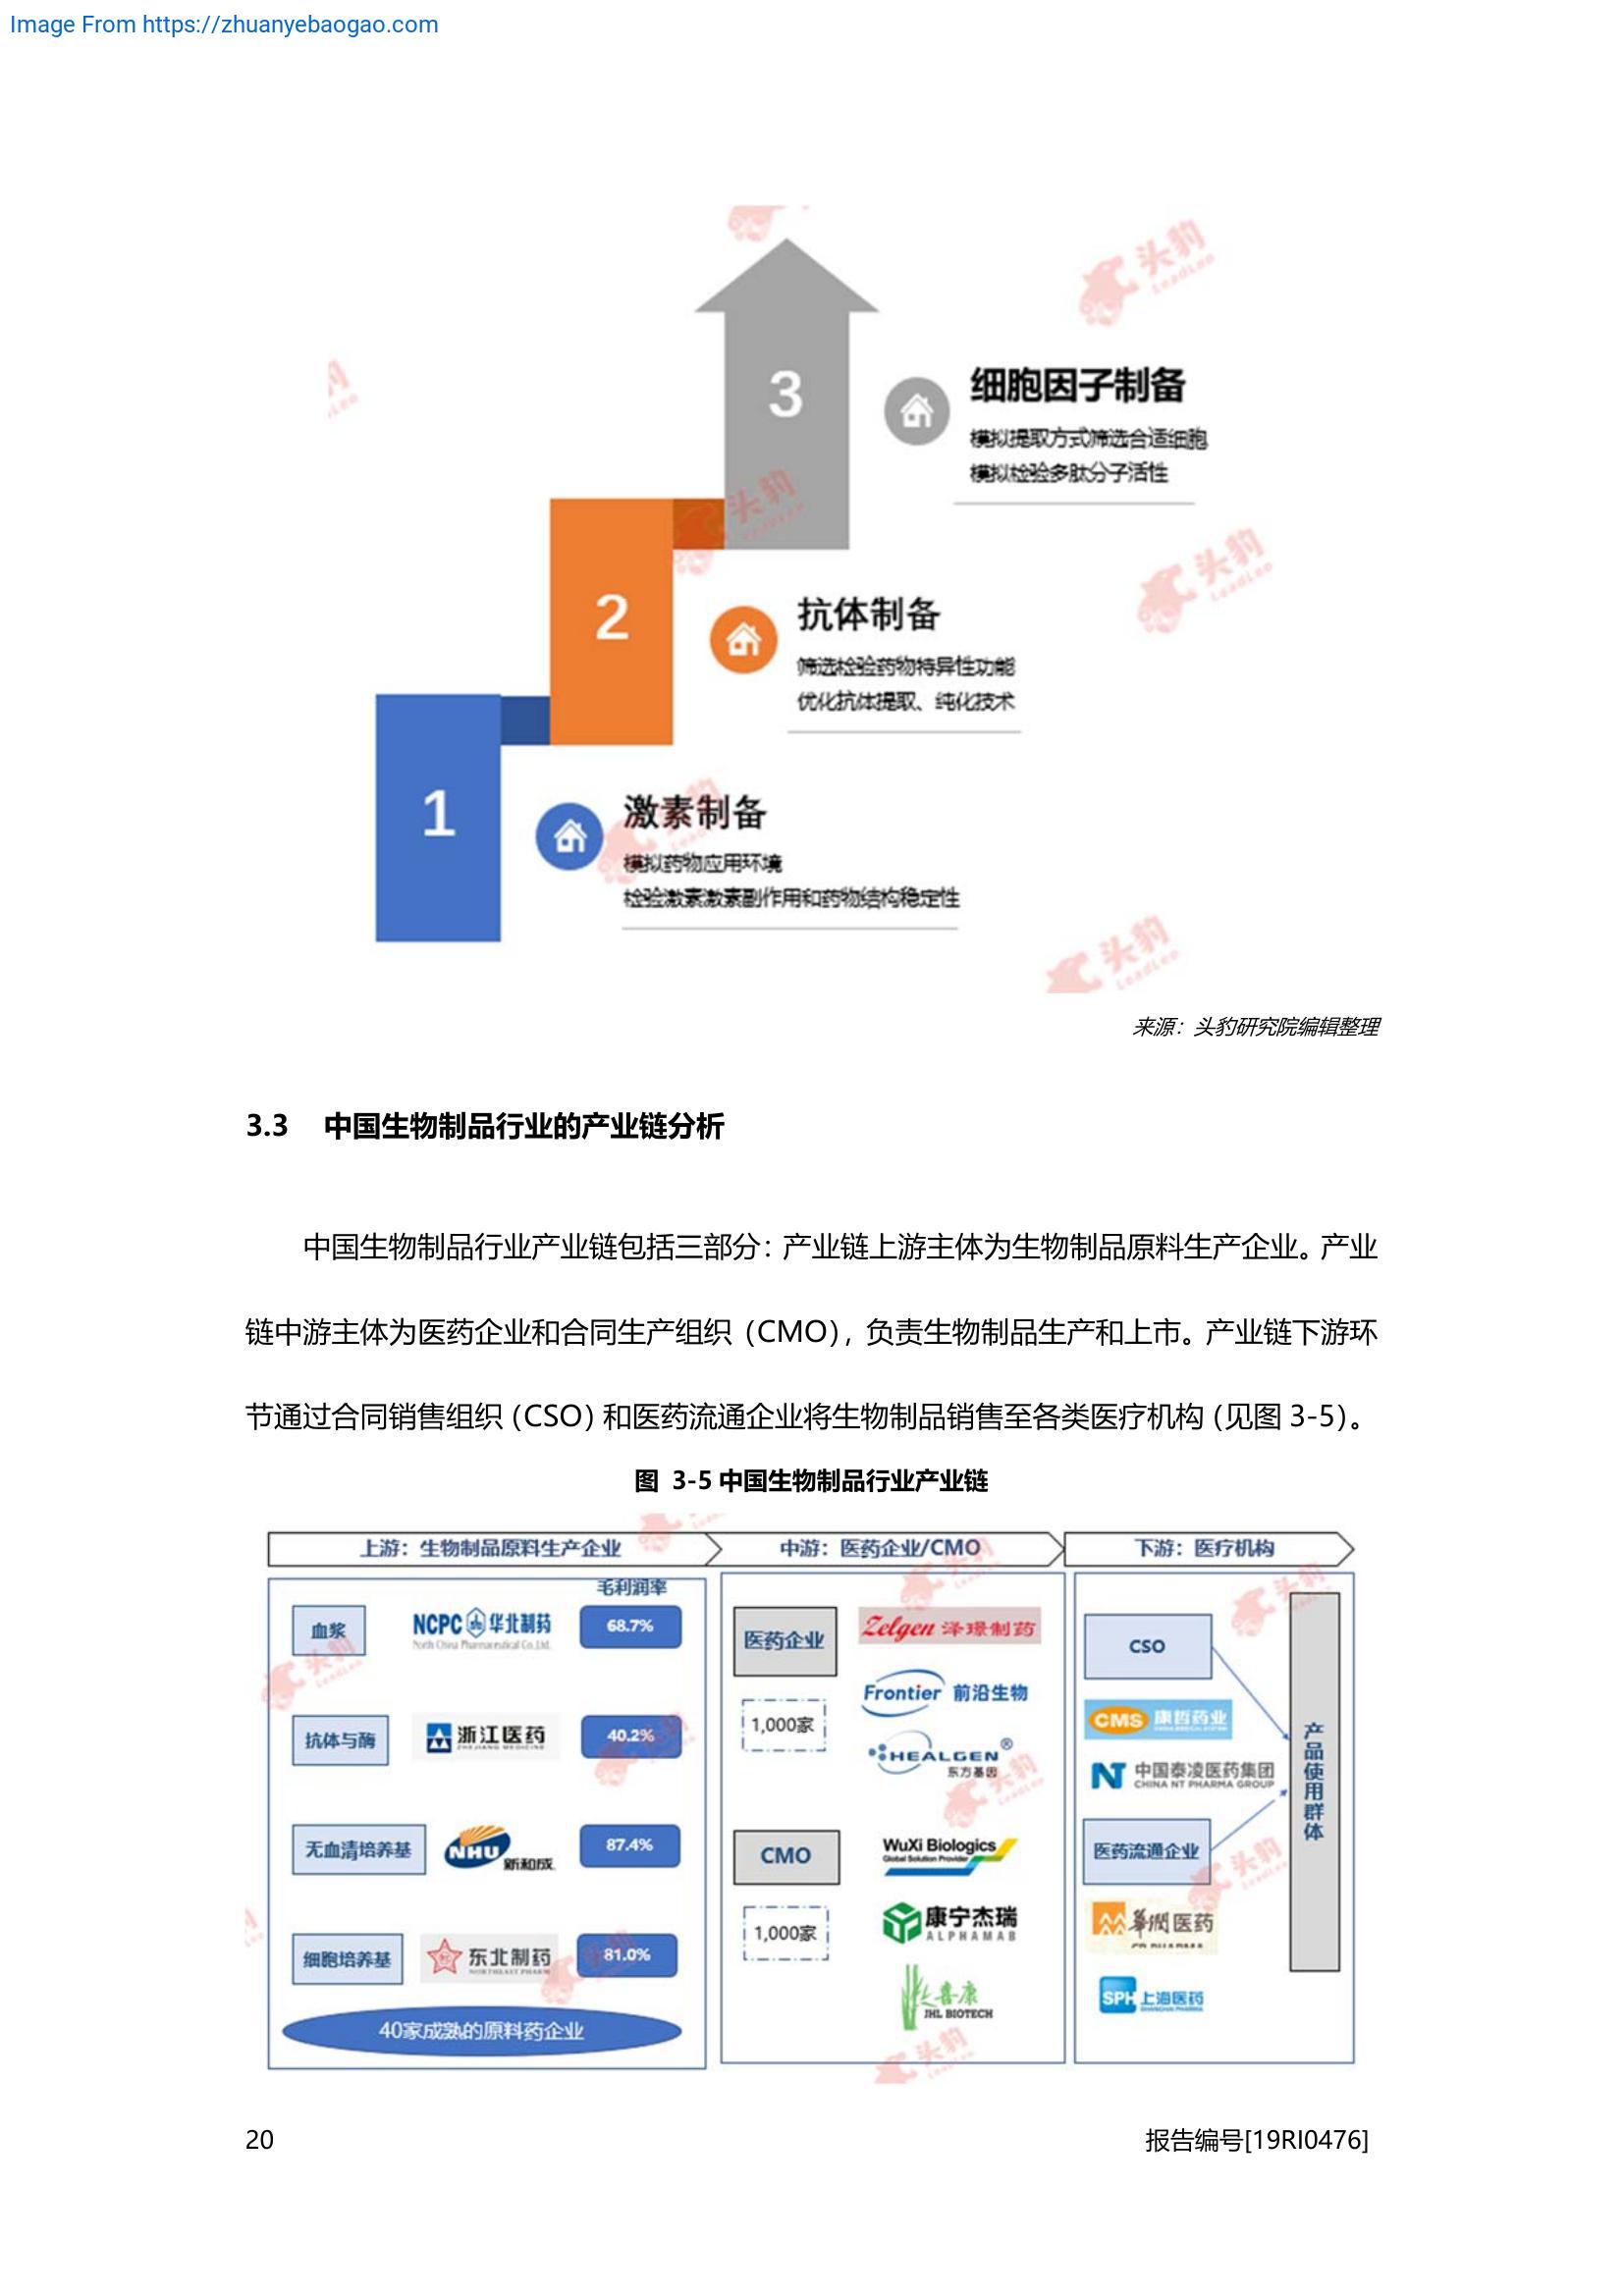 Image From https://zhuanyebaogao.com
头豹
LeadLeo
3
细胞因子制备
模拟提取方式筛选合适细胞
模拟检验多肽分子活性
头豹
2
抗体制备
筛选检验药物特异性功能
优化抗体提取、纯化技术
头豹
LeadLeo
1
激素制备
模拟药物应用环境
检验激素激素副作用和药物结构稳定性
头豹
LeadLeo
来源：头豹研究院编辑整理
3.3 中国生物制品行业的产业链分析
中国生物制品行业产业链包括三部分：产业链上游主体为生物制品原料生产企业。产业
链中游主体为医药企业和合同生产组织（CMO），负责生物制品生产和上市。产业链下游环
节通过合同销售组织（CSO）和医药流通企业将生物制品销售至各类医疗机构（见图 3-5）。
图 3-5 中国生物制品行业产业链
上游：生物制品原料生产企业
毛利润率
血浆
NCPC 华北制药
North China Pharmaceutical Co.,Ltd.
68.7%
抗体与酶
浙江医药
ZHEJIANG MEDICINE
40.2%
无血清培养基
NHU
新和成
87.4%
细胞培养基
东北制药
NORTHEAST PHARM
81.0%
40家成熟的原料药企业
中游：医药企业/CMO
医药企业
1,000家
Zelgen 泽璟制药
Frontier 前沿生物
HEALGEN®
东方基因
CMO
1,000家
WuXi Biologics
Global Solution Provider
康宁杰瑞
ALPHAMAB
喜康
JHL BIOTECH
下游：医疗机构
CSO
CMS 康哲药业
NT 中国泰凌医药集团
CHINA NT PHARMA GROUP
医药流通企业
华润医药
CR PHARMA
SPH 上海医药
SHANGHAI PHARMA
产品使用群体
20
报告编号[19RI0476]